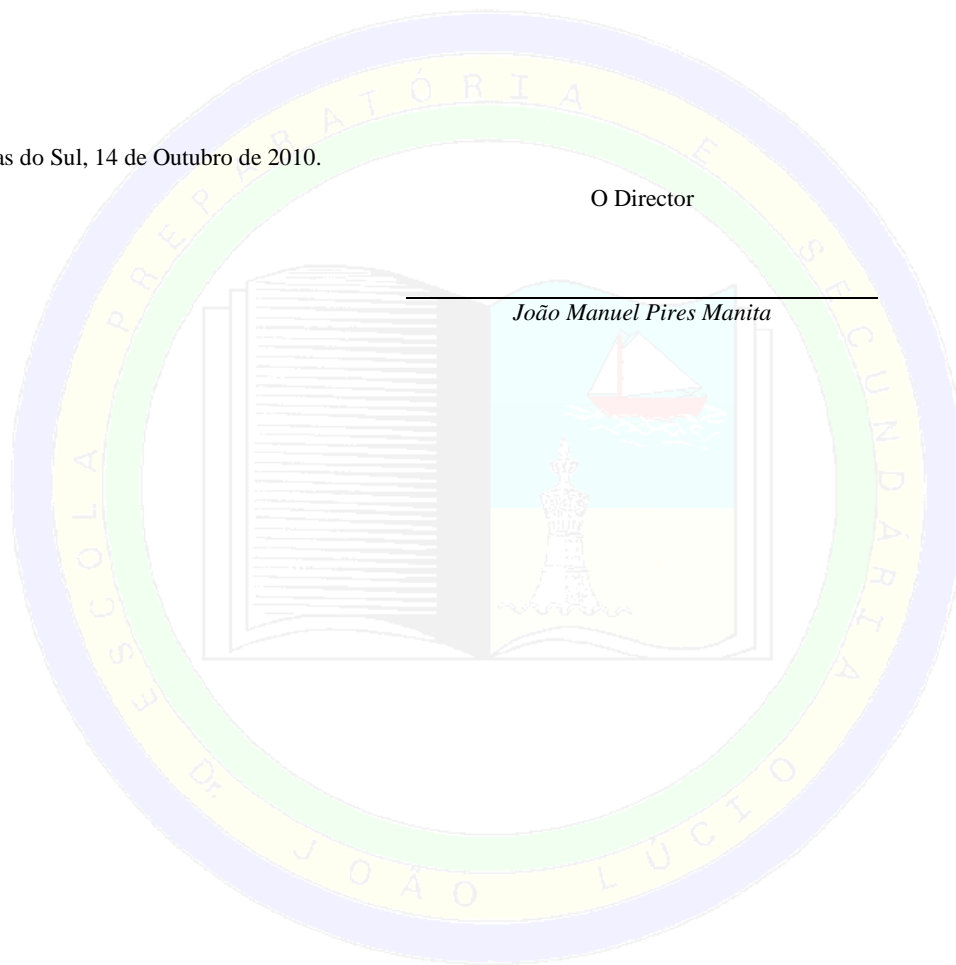 as do Sul, 14 de Outubro de 2010.
O Director
João Manuel Pires Manita
ESCOLA PREPARATÓRIA E SECUNDÁRIA
Dr. JOÃO LÚCIO